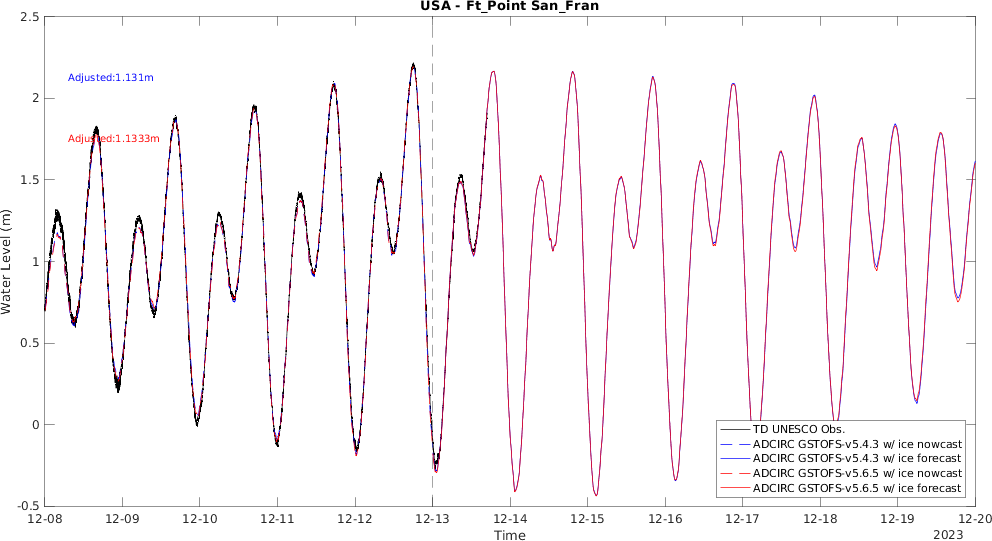 USA - Ft_Point San_Fran
2.5
2
1.5
1
0.5
0
-0.5
Water Level (m)
Adjusted:1.131m
Adjusted:1.1333m
TD UNESCO Obs.
ADCIRC GSTOFS-v5.4.3 w/ ice nowcast
ADCIRC GSTOFS-v5.4.3 w/ ice forecast
ADCIRC GSTOFS-v5.6.5 w/ ice nowcast
ADCIRC GSTOFS-v5.6.5 w/ ice forecast
12-08 12-09 12-10 12-11 12-12 12-13 12-14 12-15 12-16 12-17 12-18 12-19 12-20
Time
2023